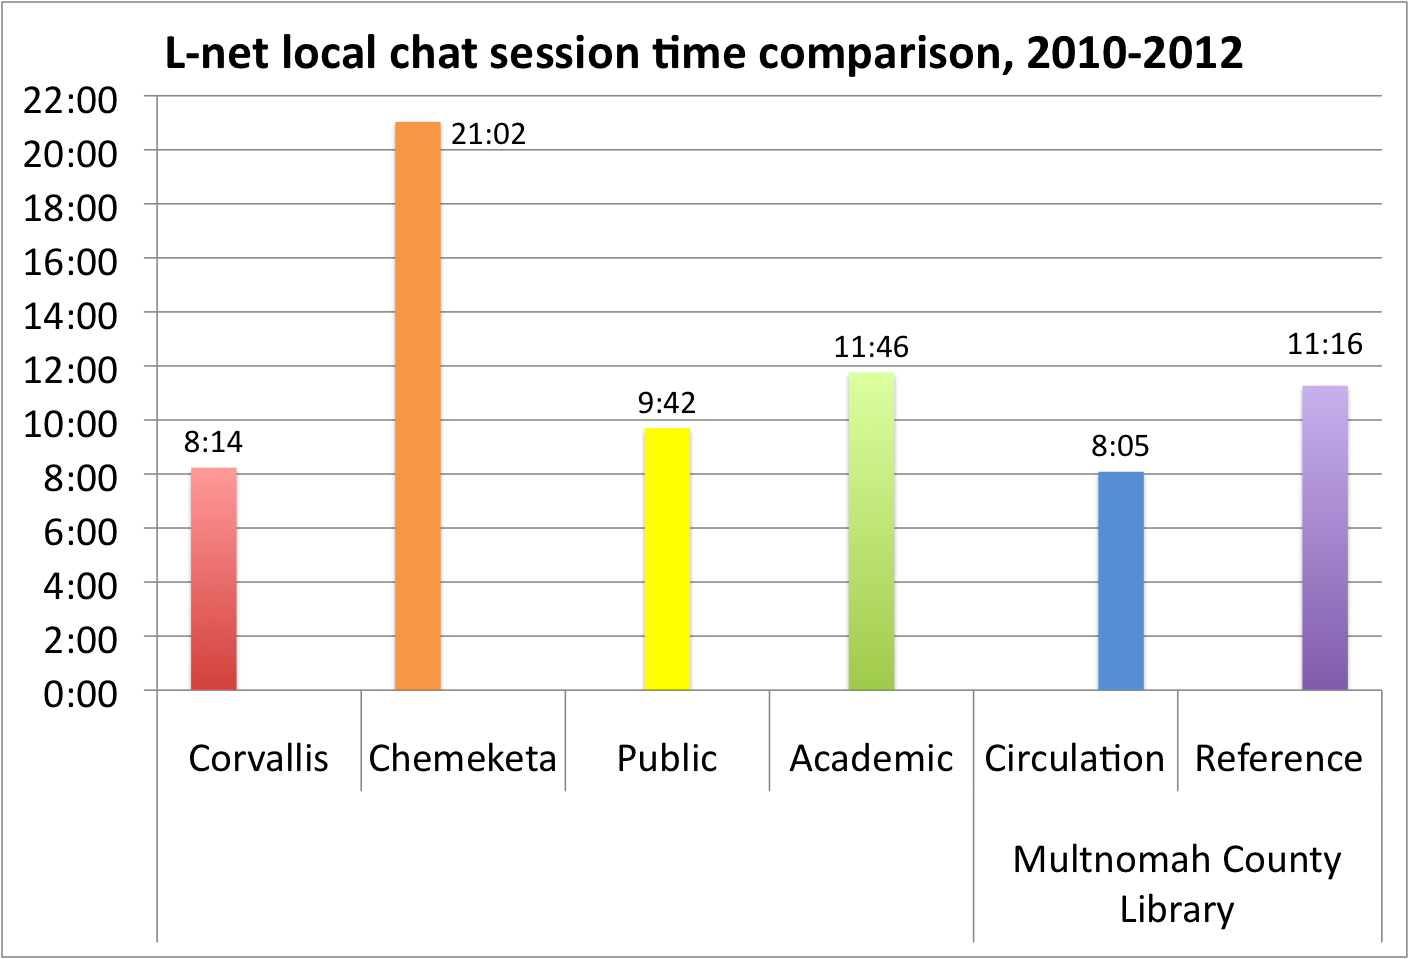 L-net local chat session time comparison, 2010-2012
22:00
20:00
18:00
16:00
14:00
12:00
10:00
8:00
6:00
4:00
2:00
0:00
8:14
21:02
9:42
11:46
8:05
11:16
Corvallis
Chemeketa
Public
Academic
Circulation
Reference
Multnomah County
Library